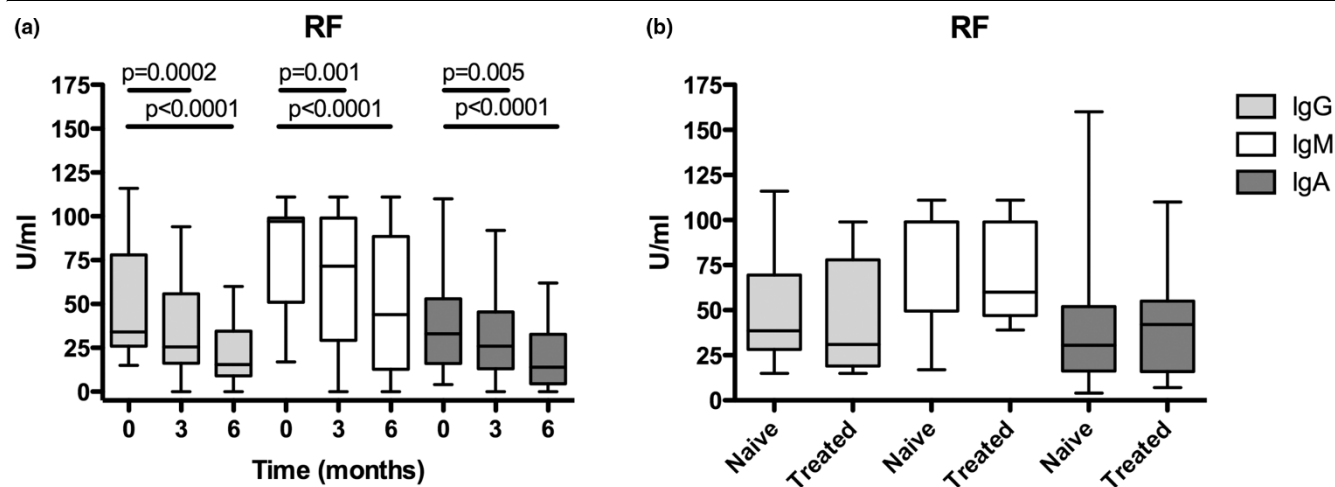 (a)
RF
p=0.0002
p=0.001
p=0.005
p<0.0001
p<0.0001
p<0.0001
175
150
125
100
75
50
25
0
U/ml
0 3 6 0 3 6 0 3 6
Time (months)
(b)
RF
175
150
125
100
75
50
25
0
U/ml
Naive Treated Naive Treated Naive Treated
IgG
IgM
IgA